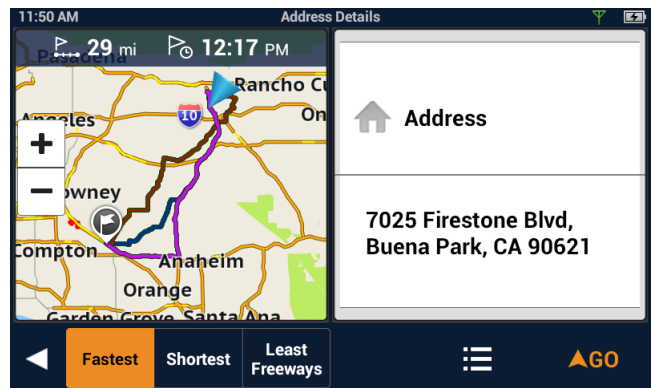 11:50 AM
Address Details
29 mi
12:17 PM
Pasadena
Rancho Cu
Angeles
10
On
+
−
owney
Compton
Anaheim
Orange
Garden Grove
Santa Ana
Address
7025 Firestone Blvd,
Buena Park, CA 90621
Fastest
Shortest
Least
Freeways
GO